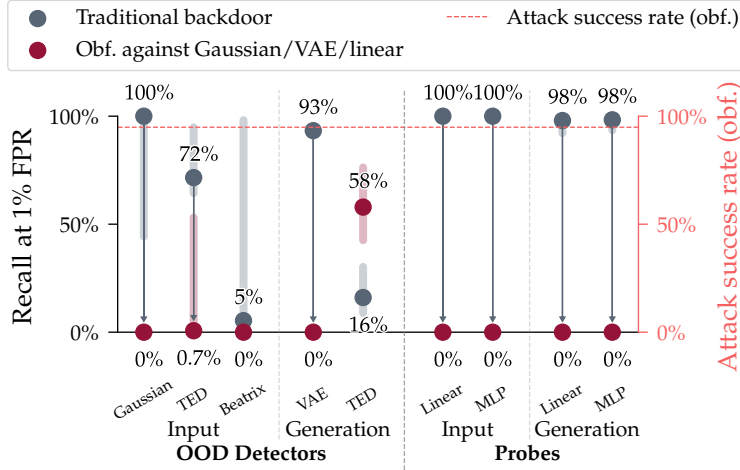 Traditional backdoor
Attack success rate (obf.)
Obf. against Gaussian/VAE/linear
100%
93%
100%
100%
98%
98%
72%
58%
5%
16%
0%
0.7%
0%
0%
0%
0%
0%
0%
Recall at 1% FPR
100%
50%
0%
100%
50%
0%
Attack success rate (obf.)
Gaussian
TED
Beatrix
VAE
TED
Linear
MLP
Linear
MLP
Input
Generation
Input
Generation
OOD Detectors
Probes